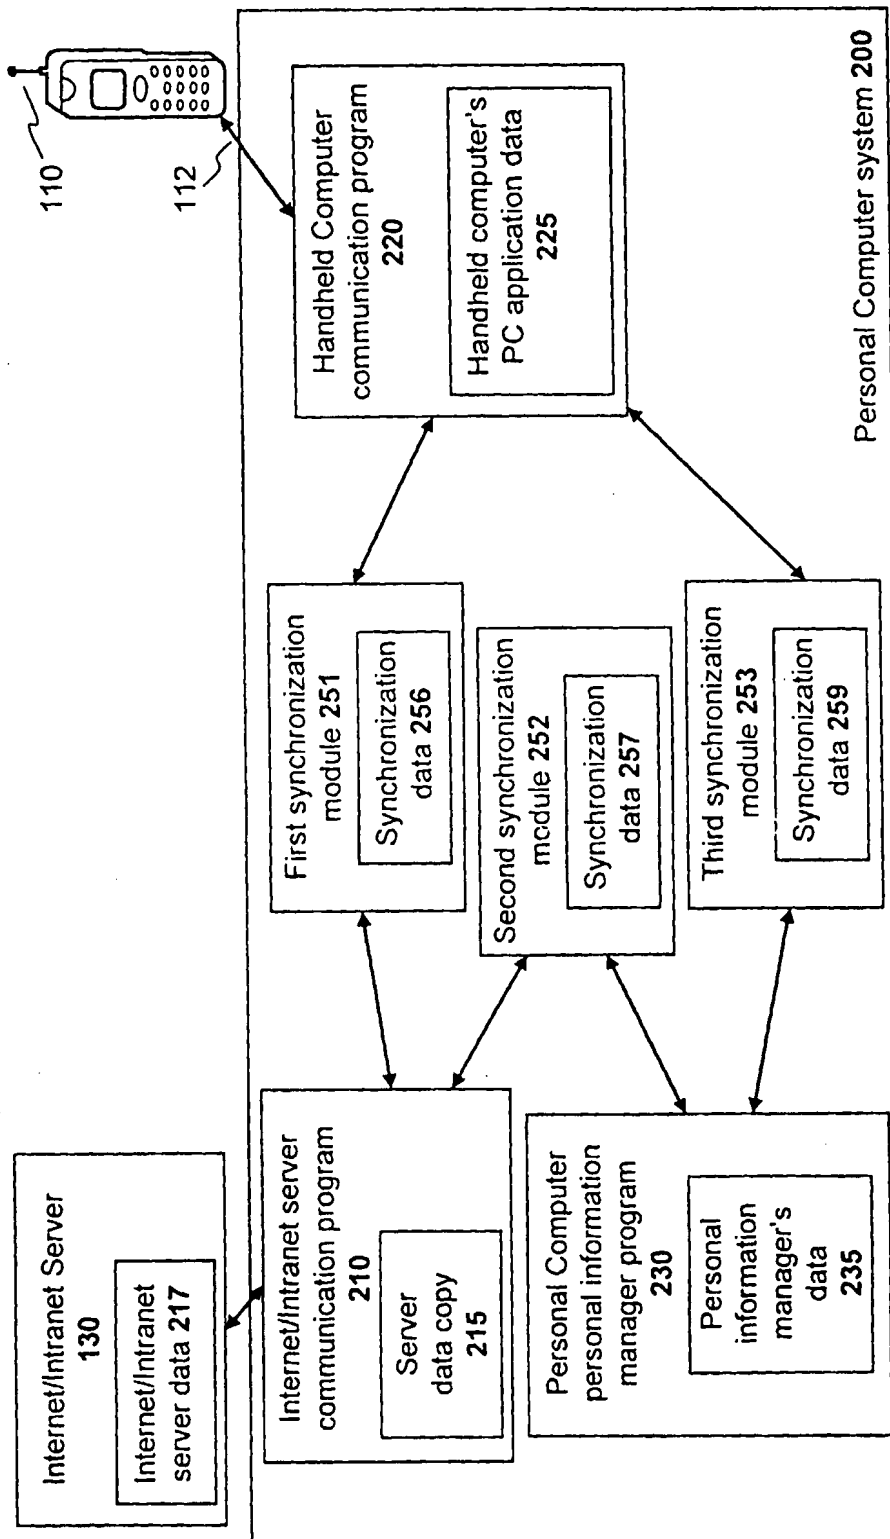 Internet/Intranet Server
130
Internet/Intranet
server data 217
110
112
Internet/Intranet server
communication program
210
Server
data copy
215
First synchronization
module 251
Synchronization
data 256
Handheld Computer
communication program
220
Handheld computer's
PC application data
225
Second synchronization
module 252
Synchronization
data 257
Personal Computer
personal information
manager program
230
Personal
information
manager's
data
235
Third synchronization
module 253
Synchronization
data 259
Personal Computer system 200